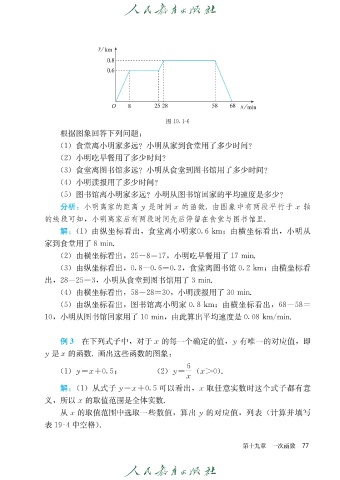 人民教育出版社
y/km
0.8
0.6
O 8 25 28 58 68 x/min
图 19.1-6
根据图象回答下列问题：
（1）食堂离小明家多远？小明从家到食堂用了多少时间？
（2）小明吃早餐用了多少时间？
（3）食堂离图书馆多远？小明从食堂到图书馆用了多少时间？
（4）小明读报用了多少时间？
（5）图书馆离小明家多远？小明从图书馆回家的平均速度是多少？
分析：小明离家的距离 y 是时间 x 的函数．由图象中有两段平行于 x 轴
的线段可知，小明离家后有两段时间先后停留在食堂与图书馆里．
解：（1）由纵坐标看出，食堂离小明家0.6 km；由横坐标看出，小明从
家到食堂用了 8 min.
（2）由横坐标看出，25－8＝17，小明吃早餐用了 17 min.
（3）由纵坐标看出，0.8－0.6＝0.2，食堂离图书馆 0.2 km；由横坐标看
出，28－25＝3，小明从食堂到图书馆用了 3 min.
（4）由横坐标看出，58－28＝30，小明读报用了 30 min.
（5）由纵坐标看出，图书馆离小明家 0.8 km；由横坐标看出，68－58＝
10，小明从图书馆回家用了 10 min，由此算出平均速度是 0.08 km/min.
例 3 在下列式子中，对于 x 的每一个确定的值，y 有唯一的对应值，即
y 是 x 的函数．画出这些函数的图象：
（1）y＝x＋0.5； （2）y＝6/x（x＞0）.
解：（1）从式子 y＝x＋0.5 可以看出，x 取任意实数时这个式子都有意
义，所以 x 的取值范围是全体实数.
从 x 的取值范围中选取一些数值，算出 y 的对应值，列表（计算并填写
表 19-4 中空格）.
第十九章 一次函数 77
人民教育出版社